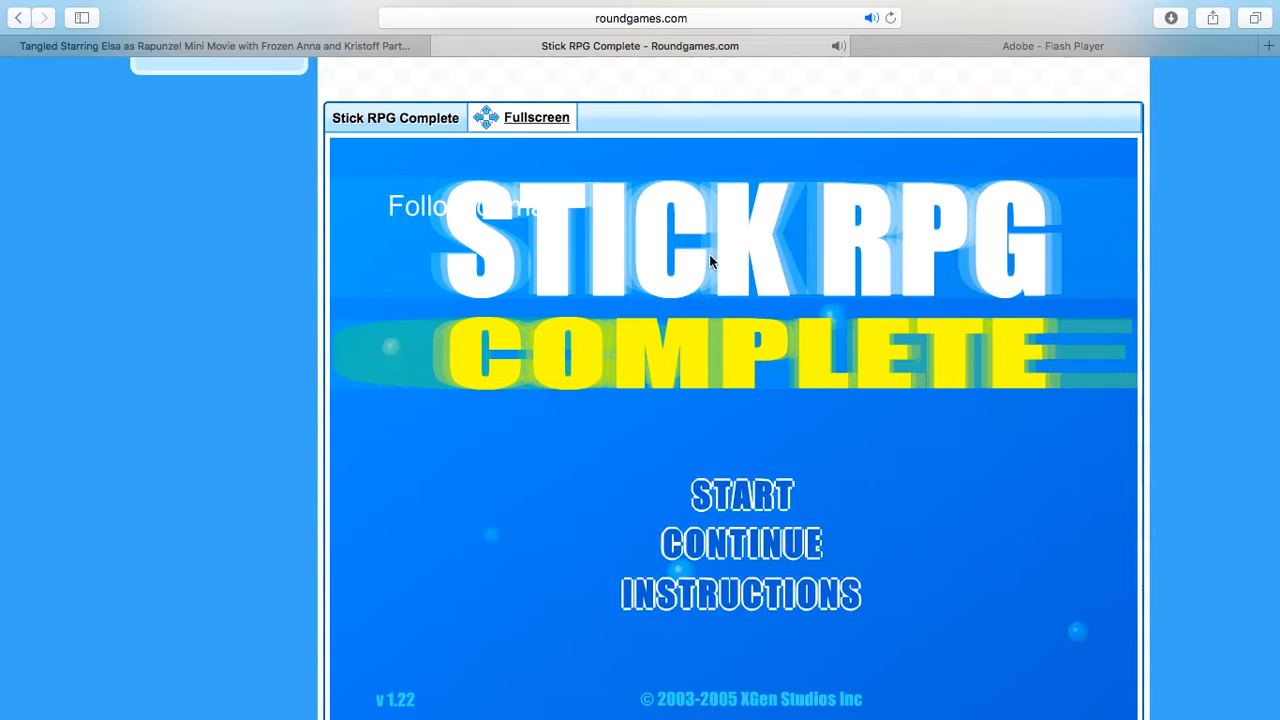 roundgames.com
Tangled Starring Elsa as Rapunzel Mini Movie with Frozen Anna and Kristoff Part...
Stick RPG Complete - Roundgames.com
Adobe - Flash Player
Stick RPG Complete
Fullscreen
STICK RPG
COMPLETE
START
CONTINUE
INSTRUCTIONS
v 1.22
© 2003-2005 XGen Studios Inc